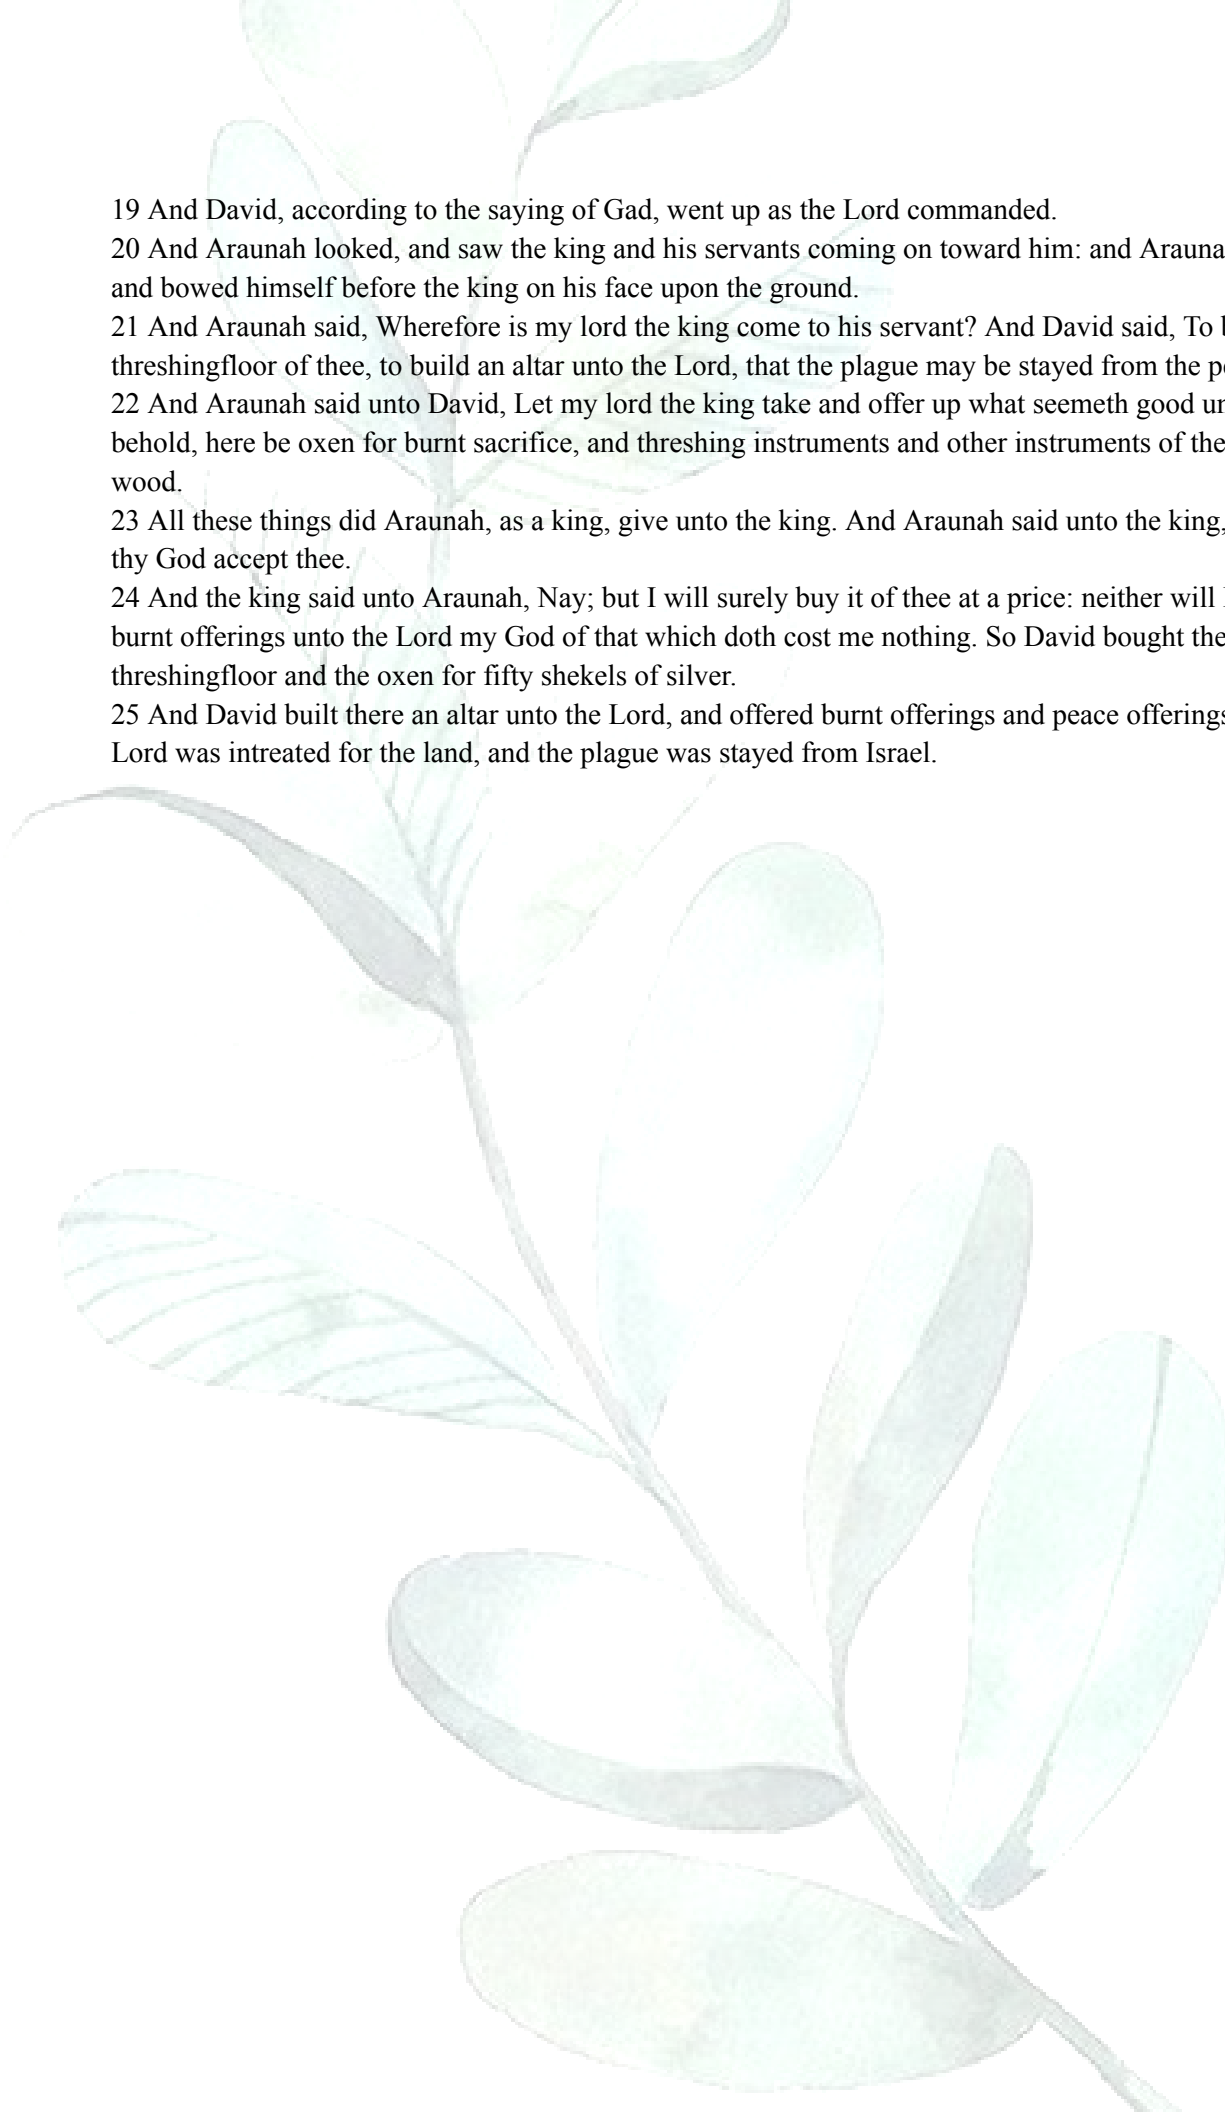 19 And David, according to the saying of Gad, went up as the Lord commanded.
20 And Araunah looked, and saw the king and his servants coming on toward him: and
and bowed himself before the king on his face upon the ground.
21 And Araunah said, Wherefore is my lord the king come to his servant? And David said, To
threshingfloor of thee, to build an altar unto the Lord, that the plague may be stayed from the
22 And Araunah said unto David, Let my lord the king take and offer up what seemeth good
behold, here be oxen for burnt sacrifice, and threshing instruments and other instruments of the
wood.
23 All these things did Araunah, as a king, give unto the king. And Araunah said unto the king,
thy God accept thee.
24 And the king said unto Araunah, Nay; but I will surely buy it of thee at a price: neither will
burnt offerings unto the Lord my God of that which doth cost me nothing. So David bought the
threshingfloor and the oxen for fifty shekels of silver.
25 And David built there an altar unto the Lord, and offered burnt offerings and peace offerings
Lord was intreated for the land, and the plague was stayed from Israel.